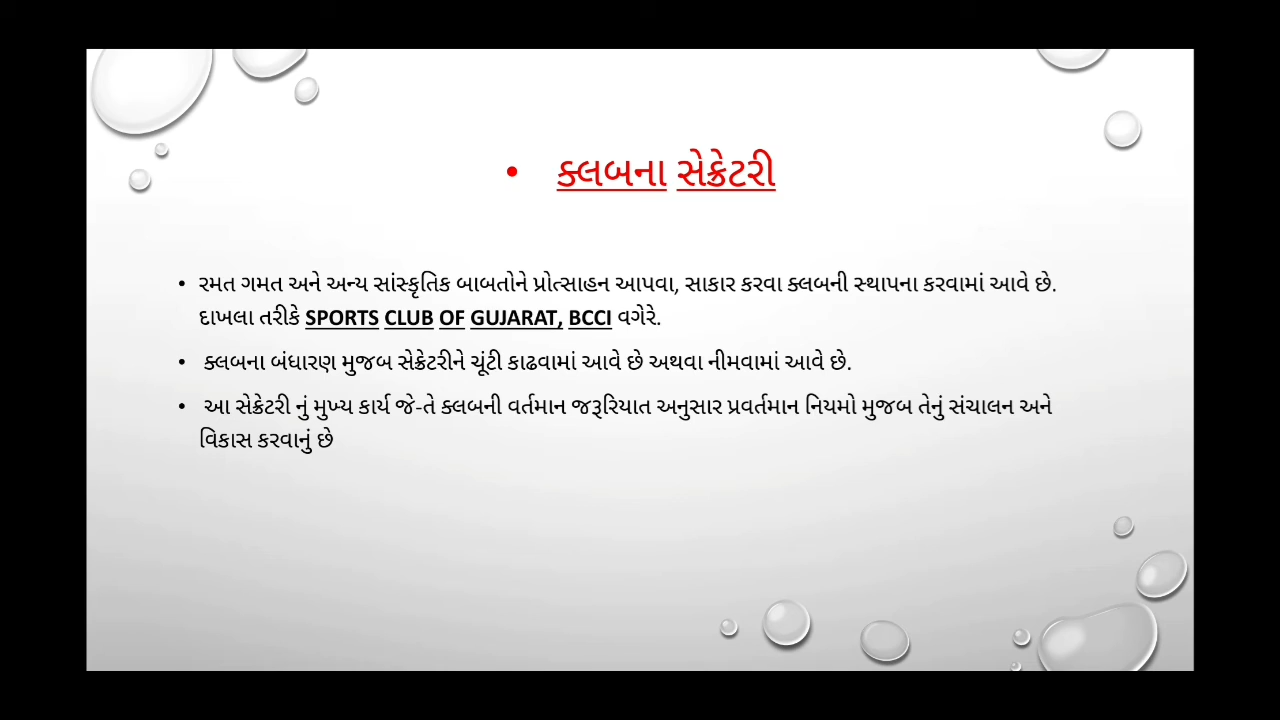 • ક્લબના સેક્રેટરી
• રમત ગમત અને અન્ય સાંસ્કૃતિક બાબતોને પ્રોત્સાહન આપવા, સાકાર કરવા ક્લબની સ્થાપના કરવામાં આવે છે.
દાખલા તરીકે SPORTS CLUB OF GUJARAT, BCCI વગેરે.
• ક્લબના બંધારણ મુજબ સેક્રેટરીને ચૂંટી કાઢવામાં આવે છે અથવા નીમવામાં આવે છે.
• આ સેક્રેટરી નું મુખ્ય કાર્ય જે-તે ક્લબની વર્તમાન જરૂરિયાત અનુસાર પ્રવર્તમાન નિયમો મુજબ તેનું સંચાલન અને
વિકાસ કરવાનું છે